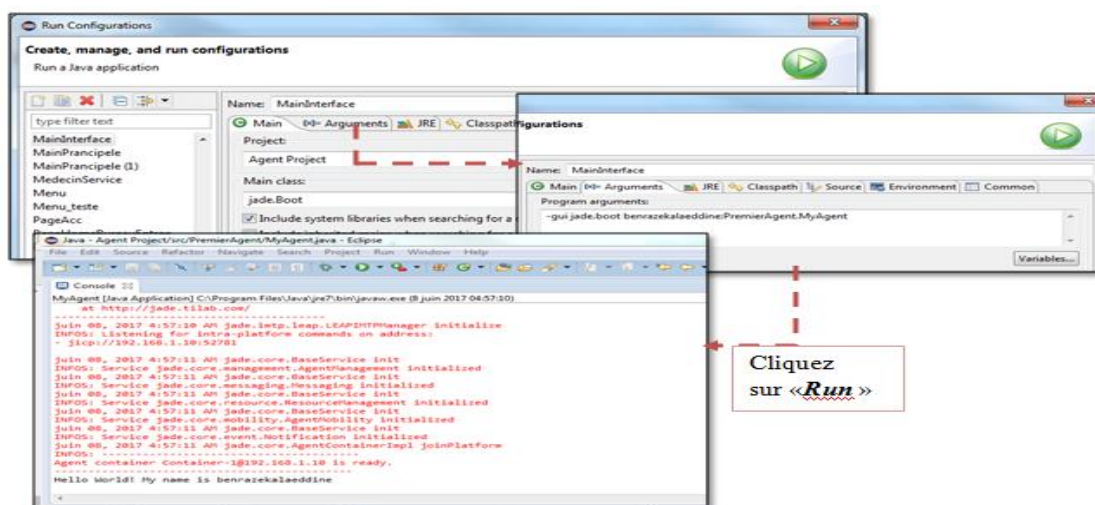 Run Configurations
Create, manage, and run configurations
Run a Java application
type filter text
MainInterface
MainPrancipele
MainPrancipele (1)
MedecinService
Menu
Menu_teste
PageAcc
Name: MainInterface
Main Arguments JRE Classpath
Project:
Agent Project
Main class:
jade.Boot
Include system libraries when searching for a
figurations
Name: MainInterface
Main Arguments JRE Classpath Source Environment Common
Program arguments:
-gui jade.boot benrazekalaeddine:PremierAgent.MyAgent
Variables...
Java - Agent Project/src/PremierAgent/MyAgent.java - Eclipse
File Edit Source Refactor Navigate Search Project Run Window Help
Console
MyAgent [Java Application] C:\Program Files\Java\jre7\bin\javaw.exe (8 juin 2017 04:57:10)
at http://jade.tilab.com/
----------------------------------------
juin 08, 2017 4:57:10 AM jade.imtp.leap.LEAPIMTPManager initialize
INFOS: Listening for intra-platform commands on address:
- jicp://192.168.1.10:52781
juin 08, 2017 4:57:11 AM jade.core.BaseService init
INFOS: Service jade.core.management.AgentManagement initialized
juin 08, 2017 4:57:11 AM jade.core.BaseService init
INFOS: Service jade.core.messaging.Messaging initialized
juin 08, 2017 4:57:11 AM jade.core.BaseService init
INFOS: Service jade.core.resource.ResourceManagement initialized
juin 08, 2017 4:57:11 AM jade.core.BaseService init
INFOS: Service jade.core.mobility.AgentMobility initialized
juin 08, 2017 4:57:11 AM jade.core.BaseService init
INFOS: Service jade.core.event.Notification initialized
juin 08, 2017 4:57:11 AM jade.core.AgentContainerImpl joinPlatform
INFOS: --------------------------------------
Agent container Container-1@192.168.1.10 is ready.
--------------------------------------------
Hello World! My name is benrazekalaeddine
Cliquez
sur «Run »